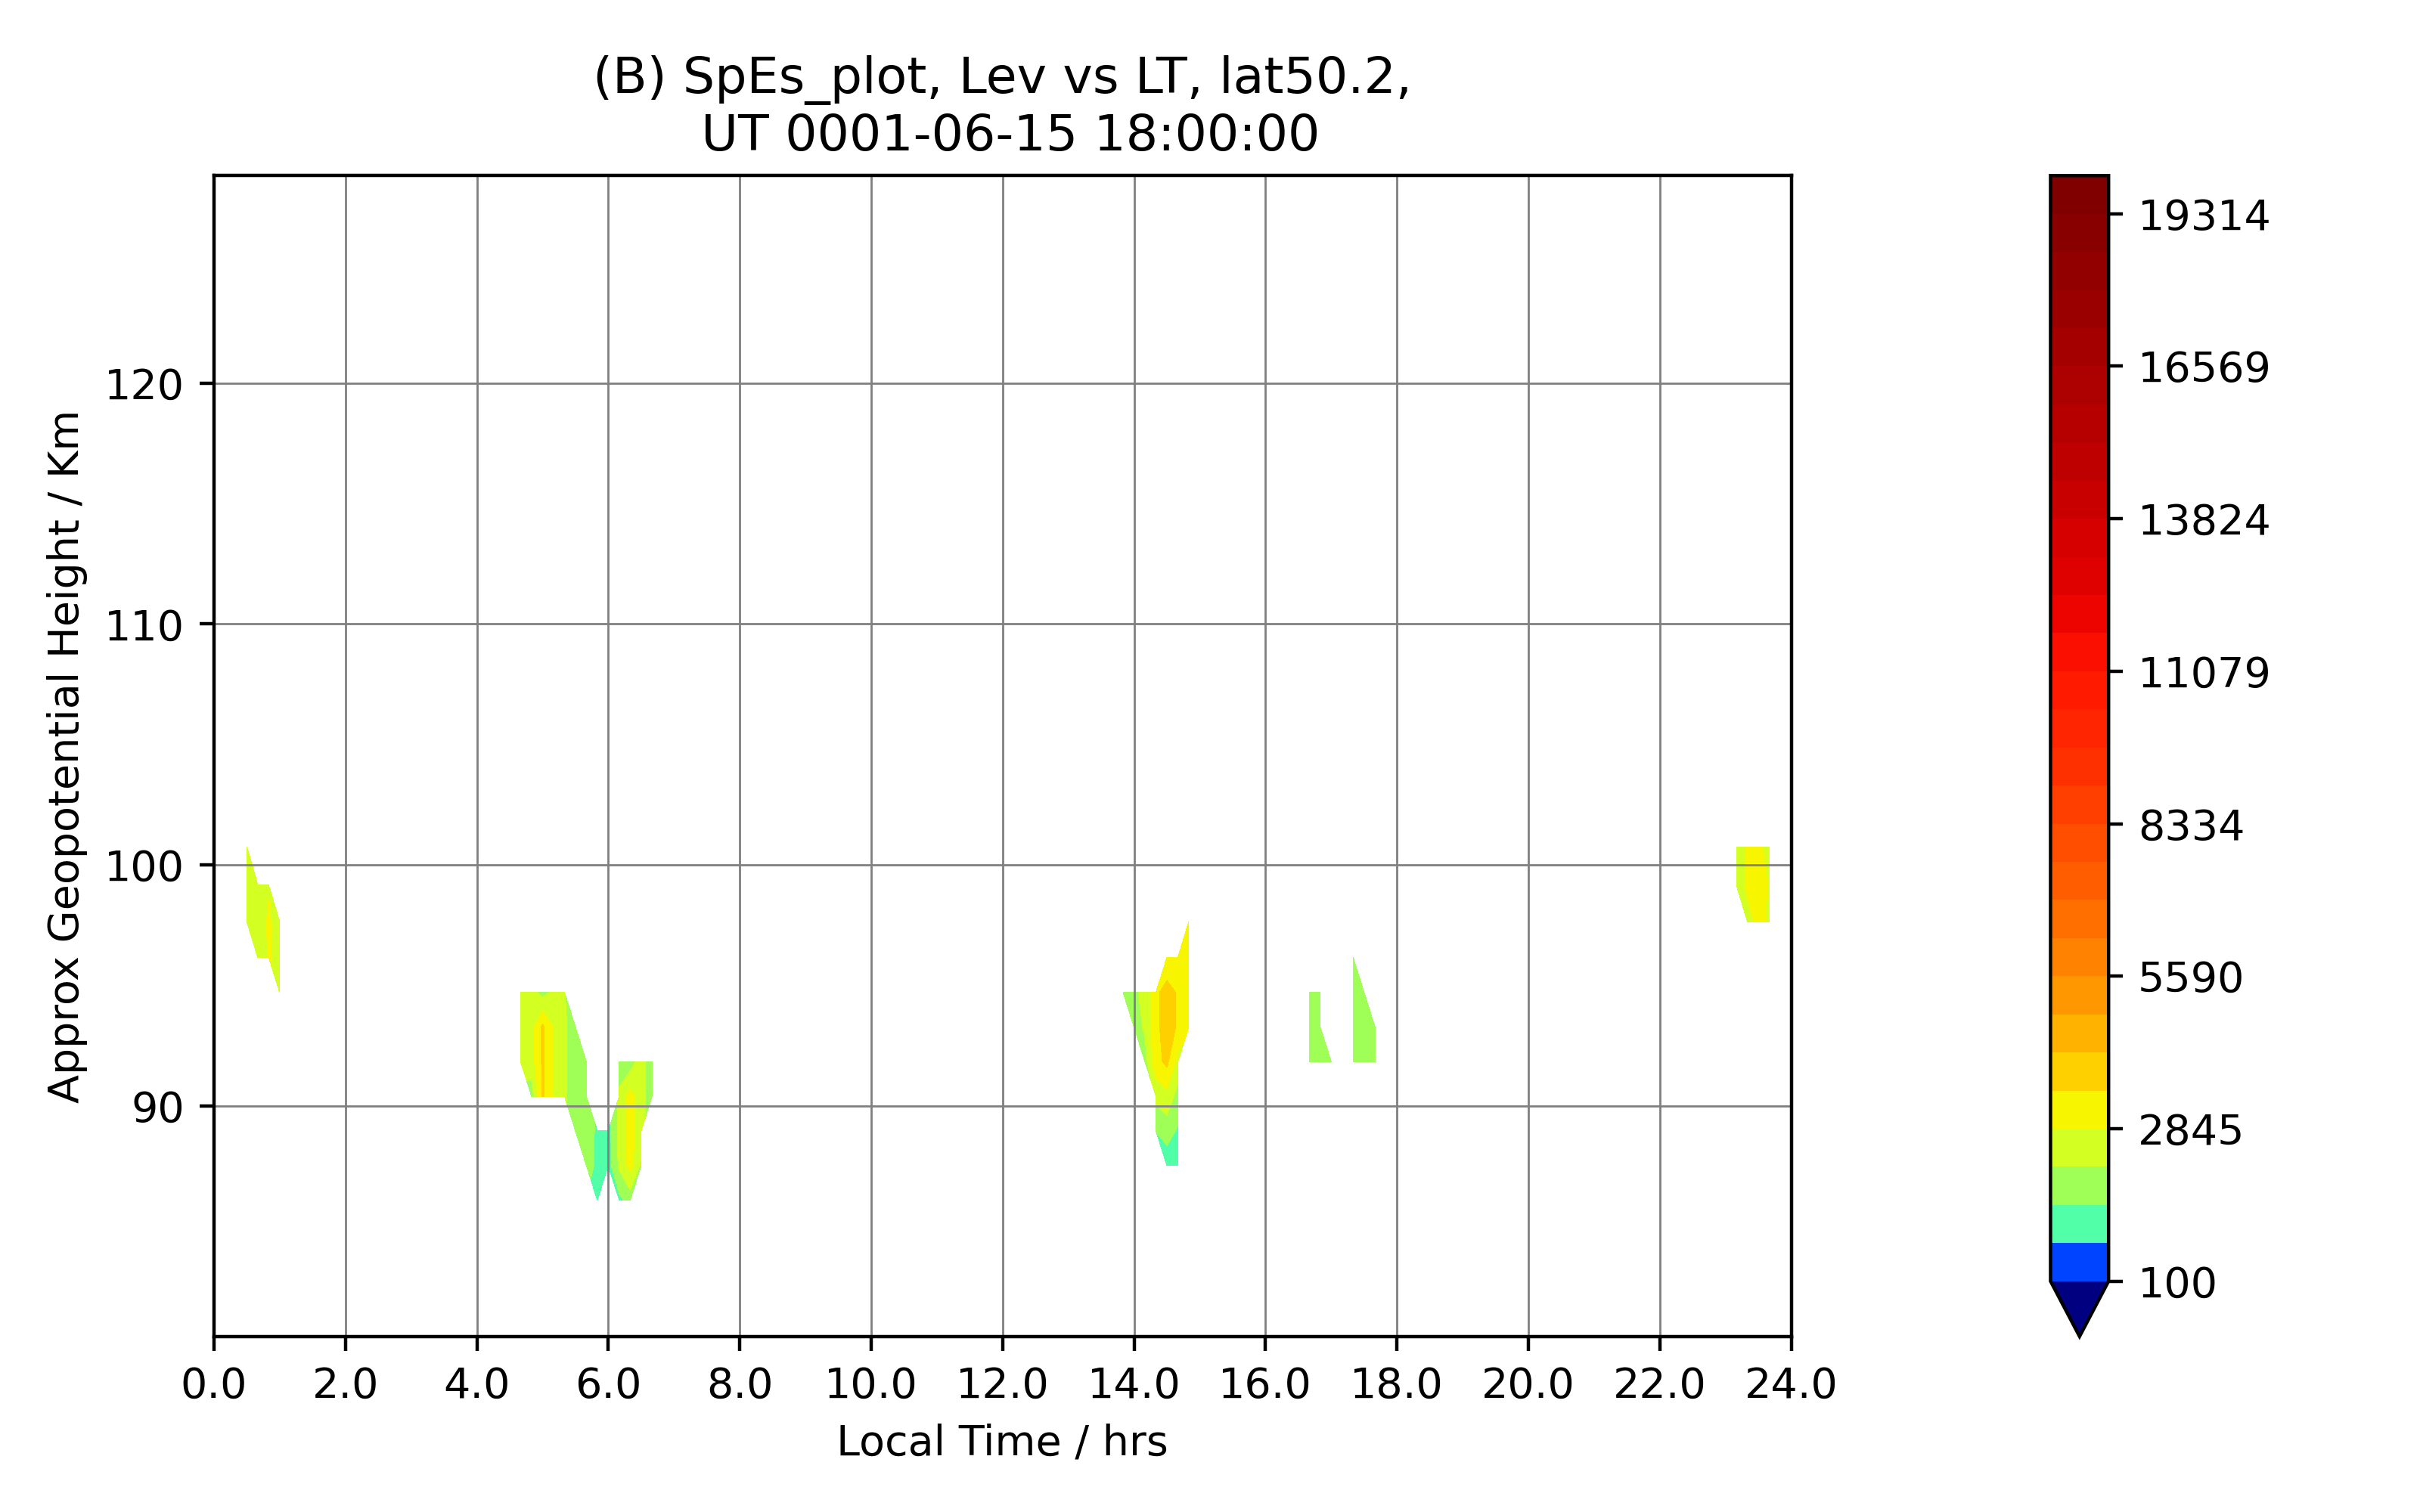 (B) SpEs_plot, Lev vs LT, lat50.2,
UT 0001-06-15 18:00:00
Approx Geopotential Height / Km
120
110
100
90
0.0 2.0 4.0 6.0 8.0 10.0 12.0 14.0 16.0 18.0 20.0 22.0 24.0
Local Time / hrs
19314
16569
13824
11079
8334
5590
2845
100